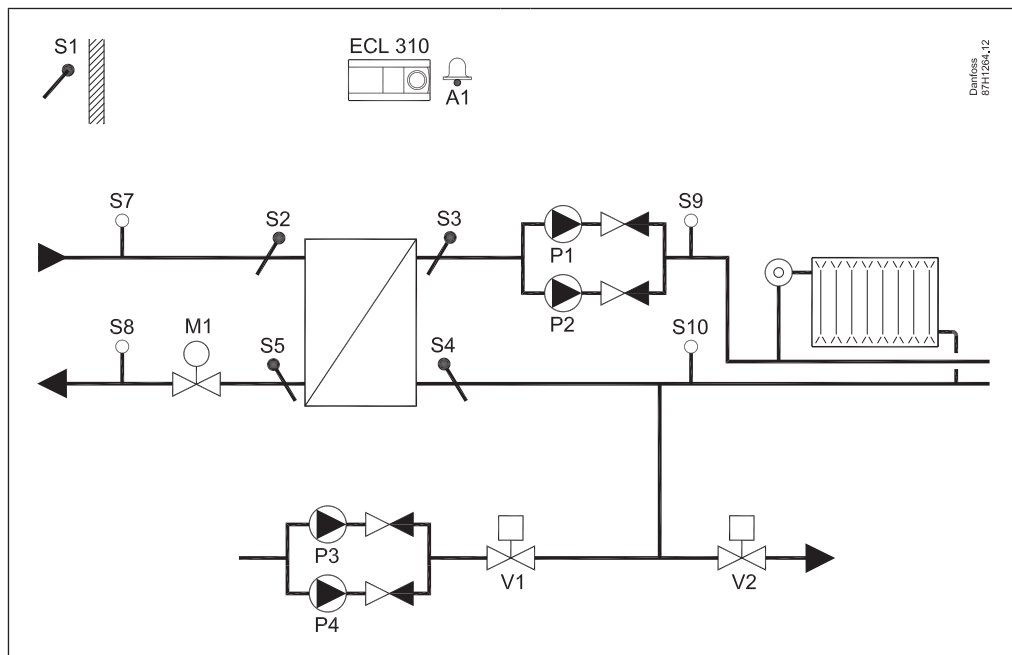 S1
ECL 310
A1
Danfoss
87H1264.12
S7
S2
S3
P1
S9
P2
S8
M1
S5
S4
S10
P3
V1
V2
P4